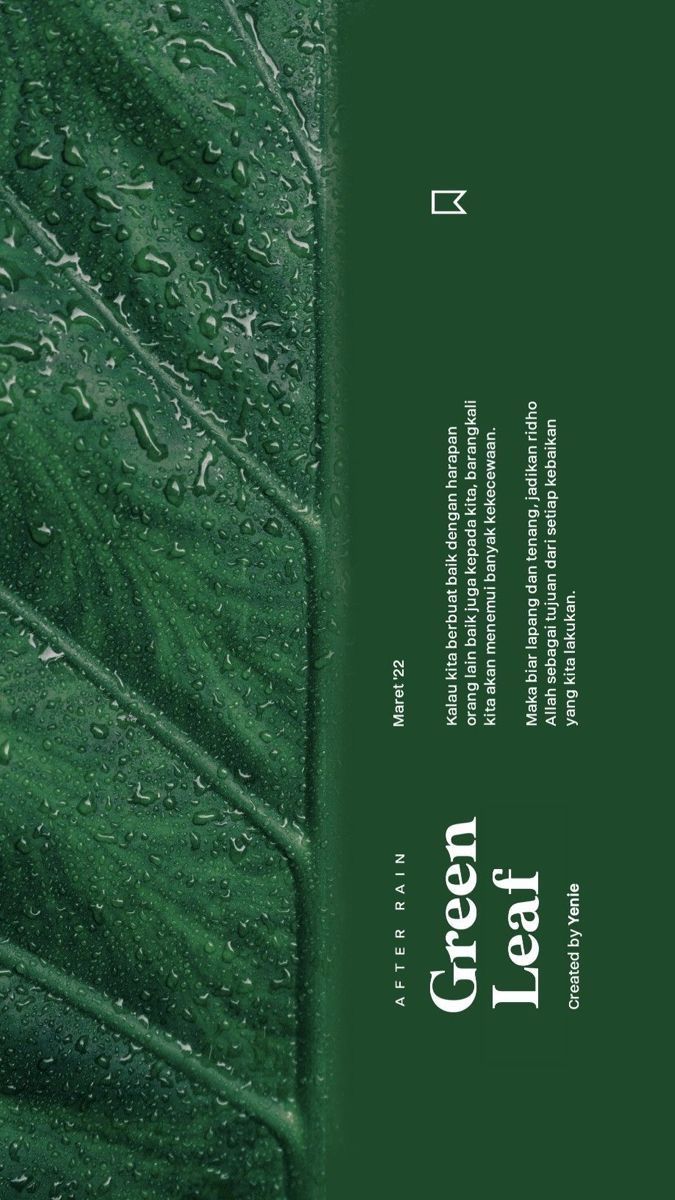 AFTER RAIN
Green
Leaf
Created by Yenie
Maret '22
Kalau kita berbuat baik dengan harapan
orang lain baik juga kepada kita, barangkali
kita akan menemui banyak kekecewaan.
Maka biar lapang dan tenang, jadikan ridho
Allah sebagai tujuan dari setiap kebaikan
yang kita lakukan.